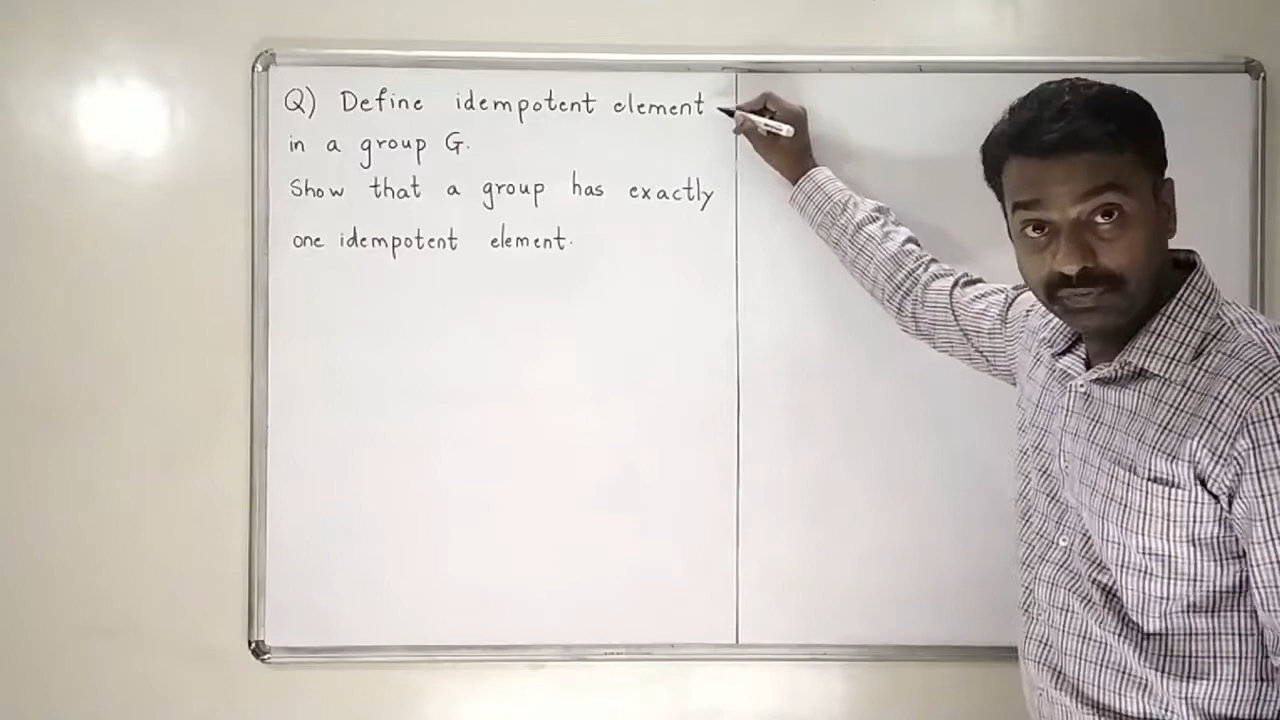 Q) Define idempotent element
in a group G.
Show that a group has exactly
one idempotent element.